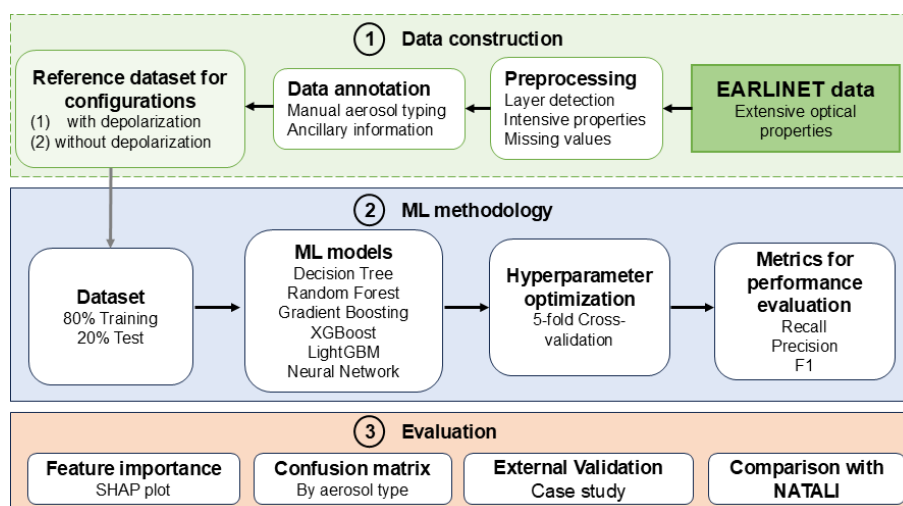 1 Data construction
Reference dataset for
configurations
(1) with depolarization
(2) without depolarization
Data annotation
Manual aerosol typing
Ancillary information
Preprocessing
Layer detection
Intensive properties
Missing values
EARLINET data
Extensive optical
properties
2 ML methodology
Dataset
80% Training
20% Test
ML models
Decision Tree
Random Forest
Gradient Boosting
XGBoost
LightGBM
Neural Network
Hyperparameter
optimization
5-fold Cross-
validation
Metrics for
performance
evaluation
Recall
Precision
F1
3 Evaluation
Feature importance
SHAP plot
Confusion matrix
By aerosol type
External Validation
Case study
Comparison with
NATALI